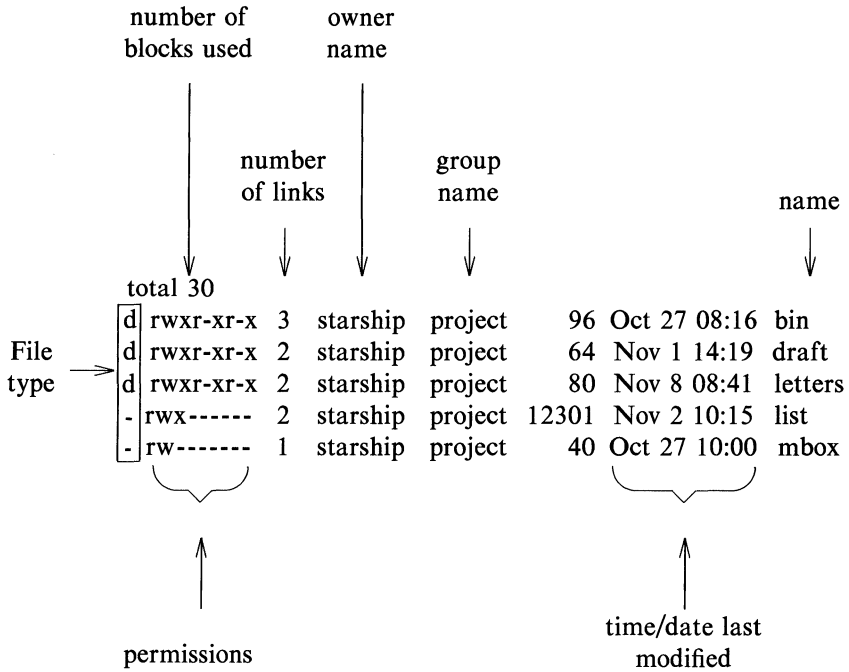 number of
blocks used
owner
name
number
of links
group
name
name
total 30
d rwxr-xr-x 3 starship project 96 Oct 27 08:16 bin
d rwxr-xr-x 2 starship project 64 Nov 1 14:19 draft
d rwxr-xr-x 2 starship project 80 Nov 8 08:41 letters
- rwx------ 2 starship project 12301 Nov 2 10:15 list
- rw------- 1 starship project 40 Oct 27 10:00 mbox
File
type
permissions
time/date last
modified